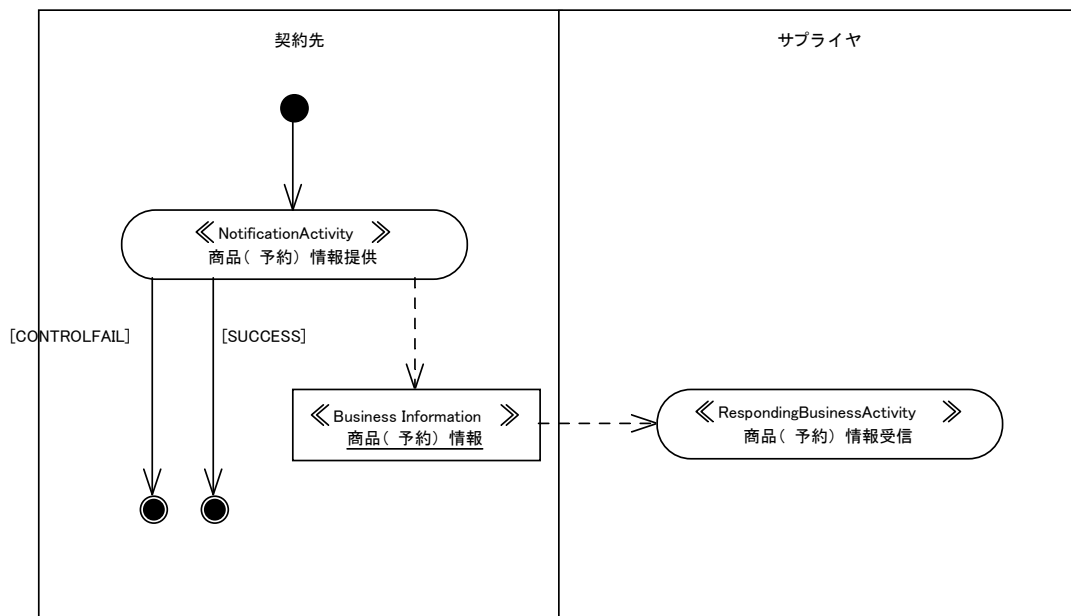 契約先
サプライヤ
≪NotificationActivity ≫
商品( 予約) 情報提供
[CONTROLFAIL]
[SUCCESS]
≪Business Information ≫
商品( 予約) 情報
≪RespondingBusinessActivity ≫
商品( 予約) 情報受信